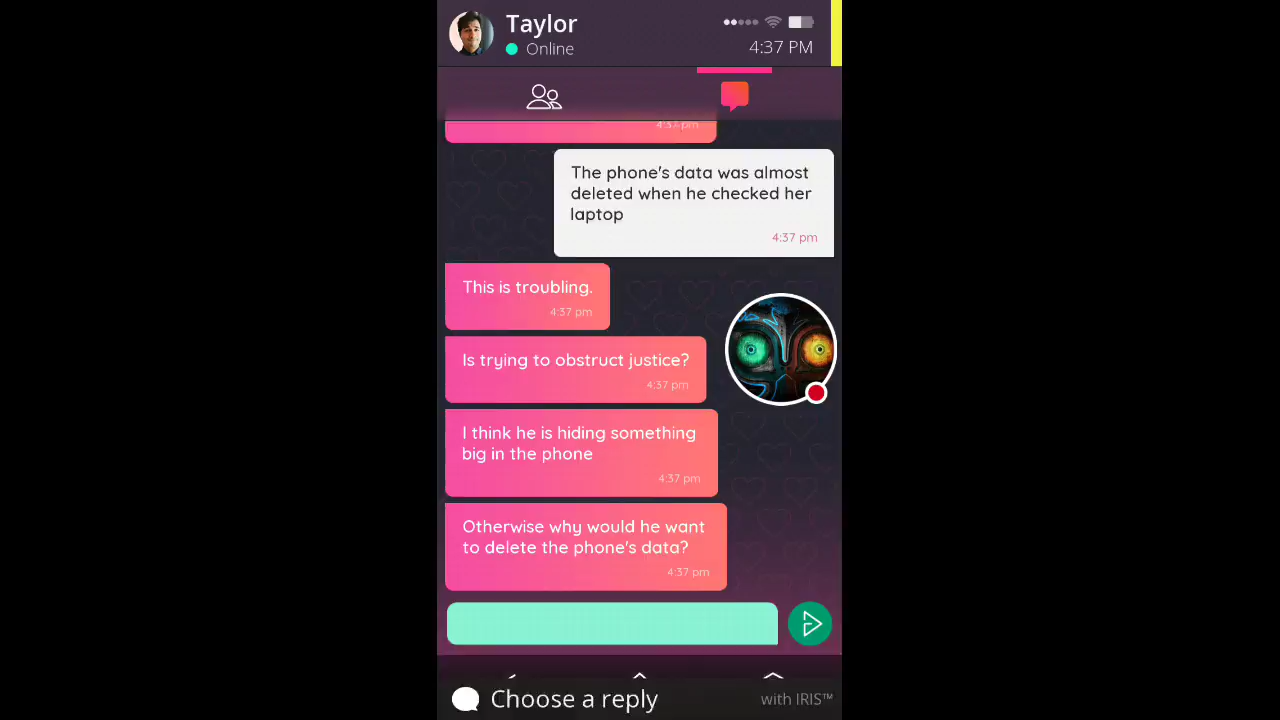 Taylor
Online
4:37 PM
4:37 pm
The phone's data was almost
deleted when he checked her
laptop
4:37 pm
This is troubling.
4:37 pm
Is trying to obstruct justice?
4:37 pm
I think he is hiding something
big in the phone
4:37 pm
Otherwise why would he want
to delete the phone's data?
4:37 pm
Choose a reply
with IRIS™